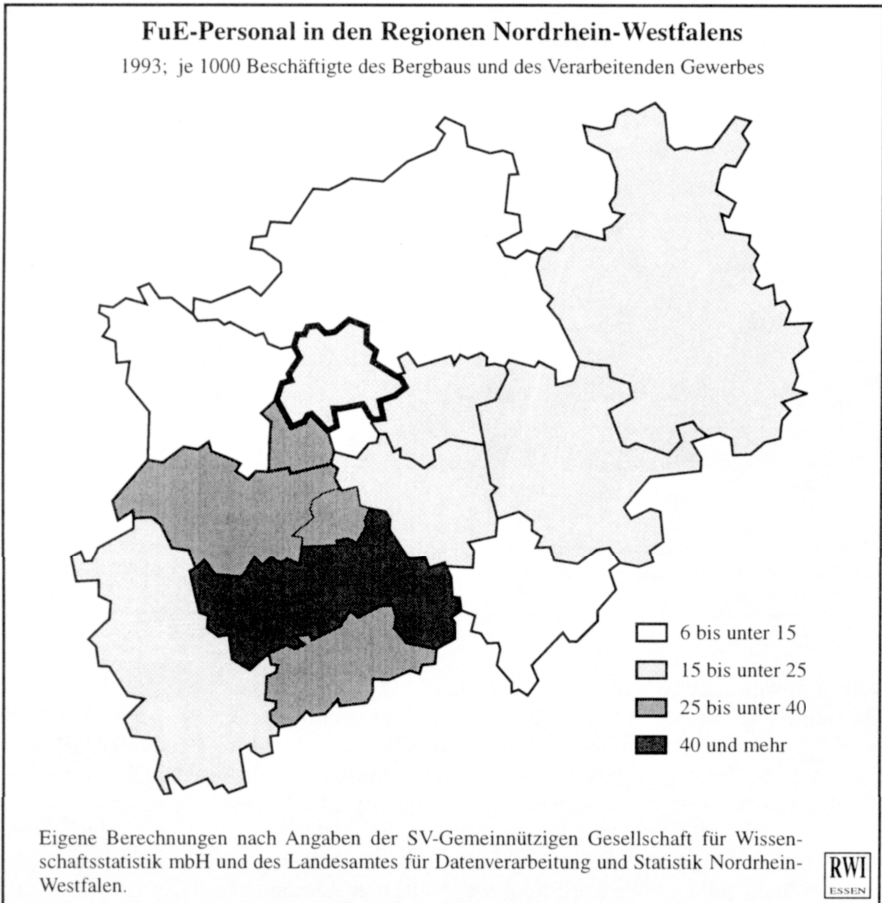 FuE-Personal in den Regionen Nordrhein-Westfalens
1993; je 1000 Beschäftigte des Bergbaus und des Verarbeitenden Gewerbes
6 bis unter 15
15 bis unter 25
25 bis unter 40
40 und mehr
Eigene Berechnungen nach Angaben der SV-Gemeinnützigen Gesellschaft für Wissen-
schaftsstatistik mbH und des Landesamtes für Datenverarbeitung und Statistik Nordrhein-
Westfalen.
RWI
ESSEN